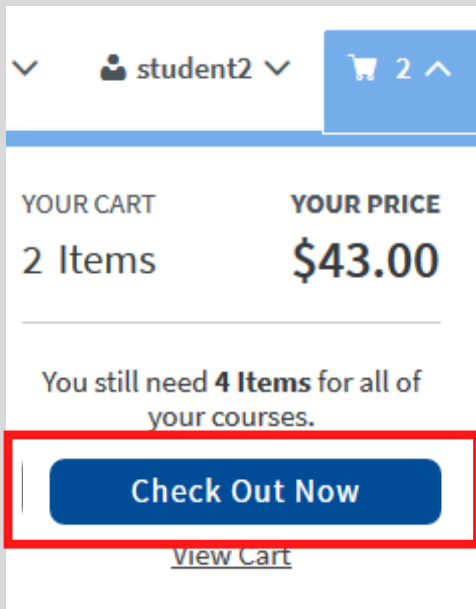 student2 2
YOUR CART YOUR PRICE
2 Items $43.00
You still need 4 Items for all of
your courses.
Check Out Now
View Cart